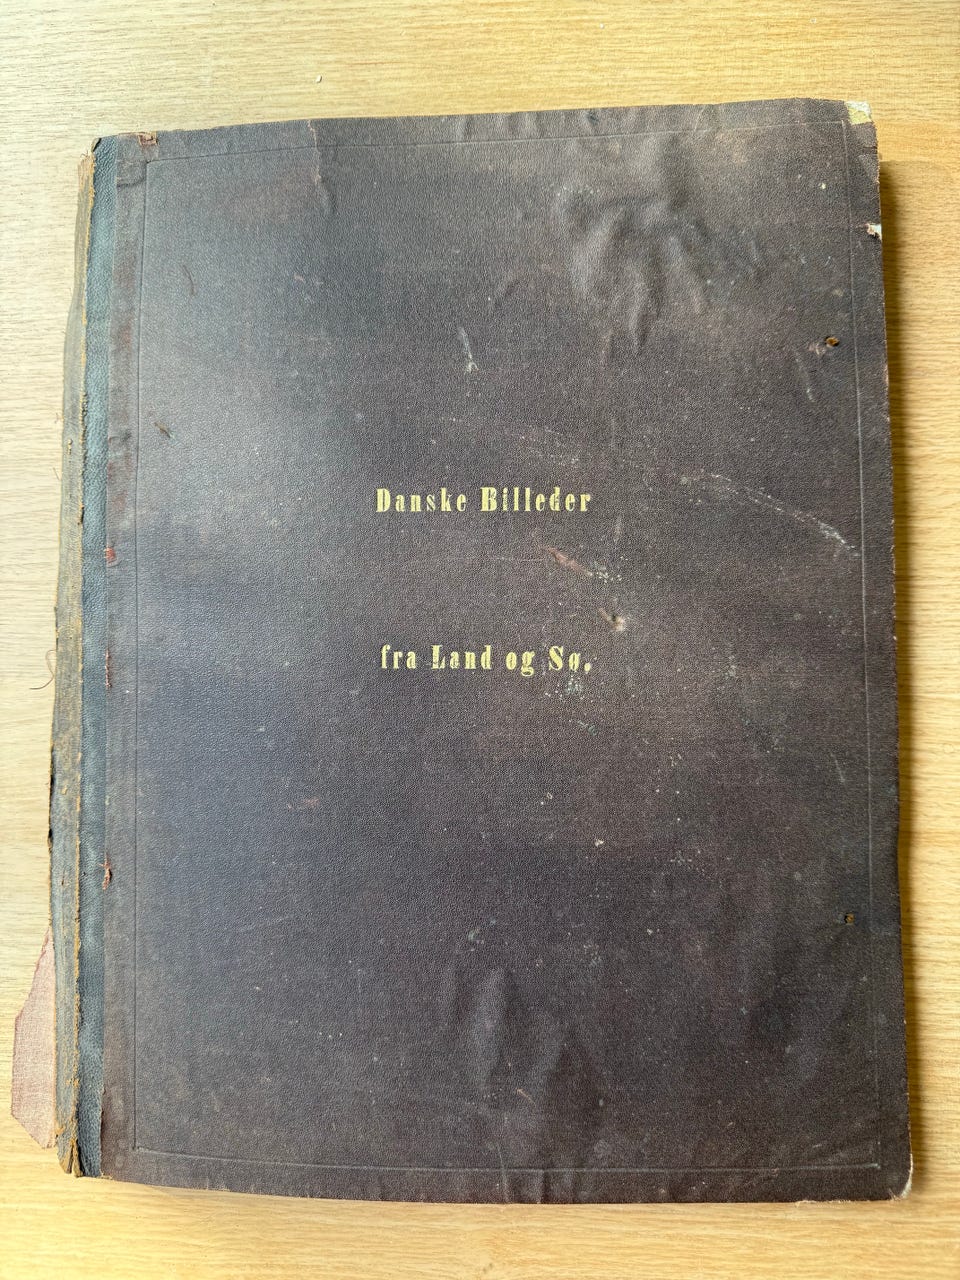 Danske Billeder
fra Land og Sø.